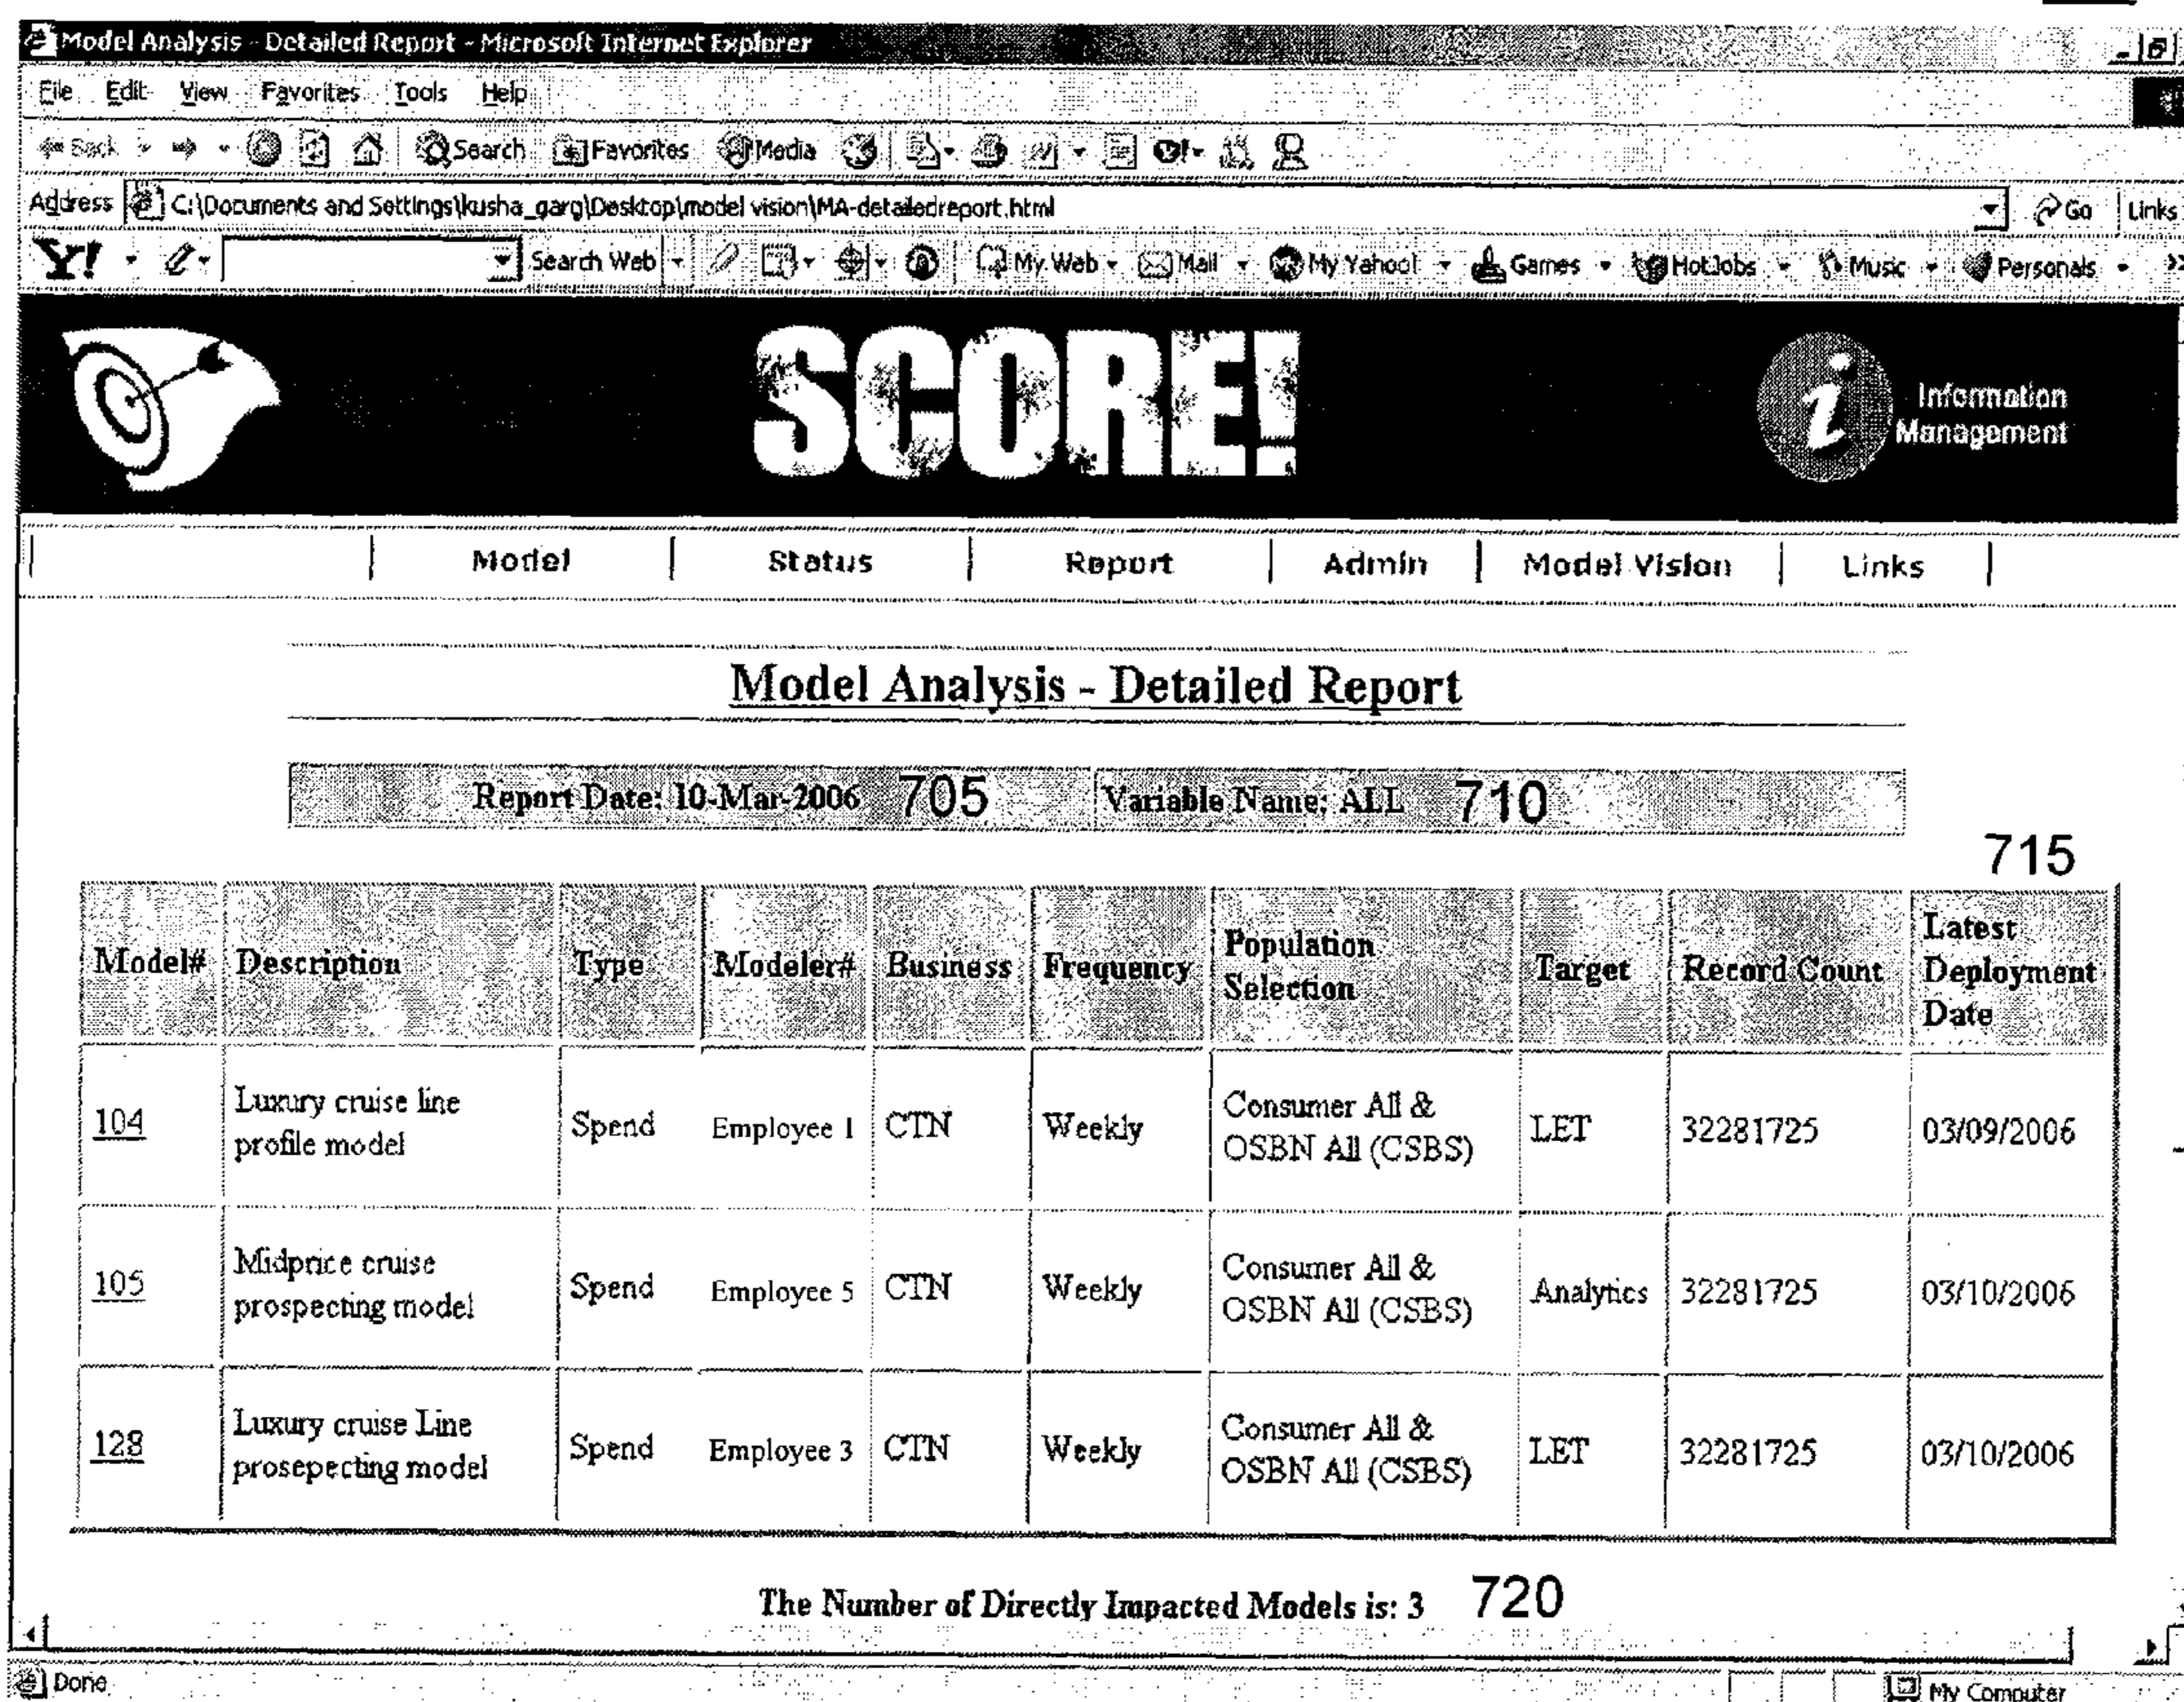 Model Analysis - Detailed Report - Microsoft Internet Explorer
File Edit View Favorites Tools Help
Back Search Favorites Media
Address C:\Documents and Settings\kusha_garg\Desktop\model vision\MA-detailedreport.html Go Links
Y! Search Web My Web Mail My Yahoo! Games HotJobs Music Personals
SCORE!
Information
Management
Model Status Report Admin Model Vision Links
Model Analysis - Detailed Report
Report Date: 10-Mar-2006 705 Variable Name: ALL 710
715
Model# Description Type Modeler# Business Frequency Population Selection Target Record Count Latest Deployment Date
104 Luxury cruise line profile model Spend Employee 1 CTN Weekly Consumer All & OSBN All (CSBS) LET 32281725 03/09/2006
105 Midprice cruise prospecting model Spend Employee 5 CTN Weekly Consumer All & OSBN All (CSBS) Analytics 32281725 03/10/2006
128 Luxury cruise Line prosepecting model Spend Employee 3 CTN Weekly Consumer All & OSBN All (CSBS) LET 32281725 03/10/2006
The Number of Directly Impacted Models is: 3 720
Done My Computer